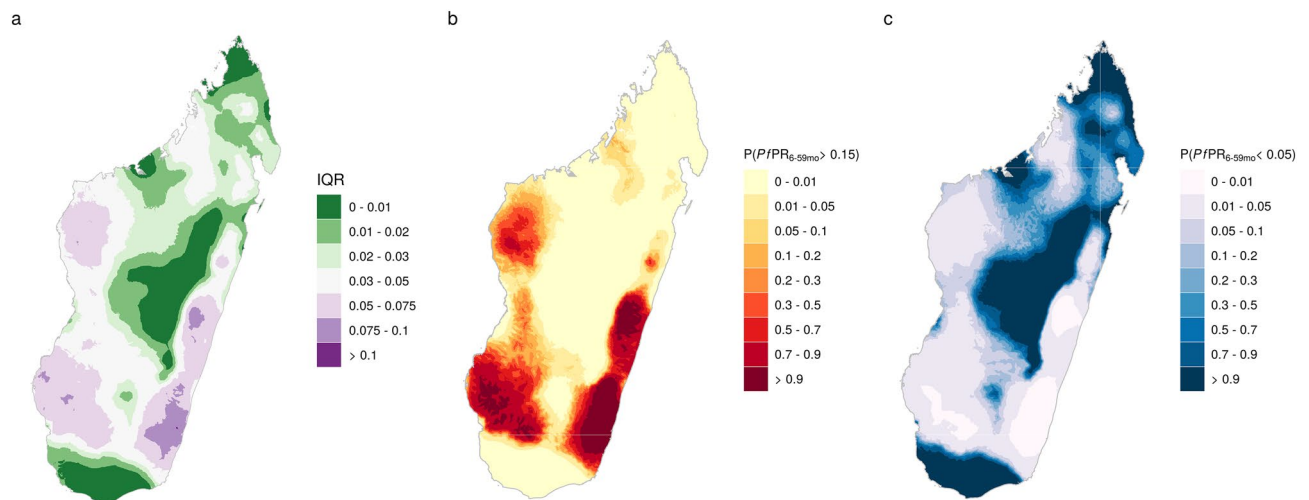 a
b
c
IQR
0 - 0.01
0.01 - 0.02
0.02 - 0.03
0.03 - 0.05
0.05 - 0.075
0.075 - 0.1
> 0.1
P(PfPR6-59mo> 0.15)
0 - 0.01
0.01 - 0.05
0.05 - 0.1
0.1 - 0.2
0.2 - 0.3
0.3 - 0.5
0.5 - 0.7
0.7 - 0.9
> 0.9
P(PfPR6-59mo< 0.05)
0 - 0.01
0.01 - 0.05
0.05 - 0.1
0.1 - 0.2
0.2 - 0.3
0.3 - 0.5
0.5 - 0.7
0.7 - 0.9
> 0.9